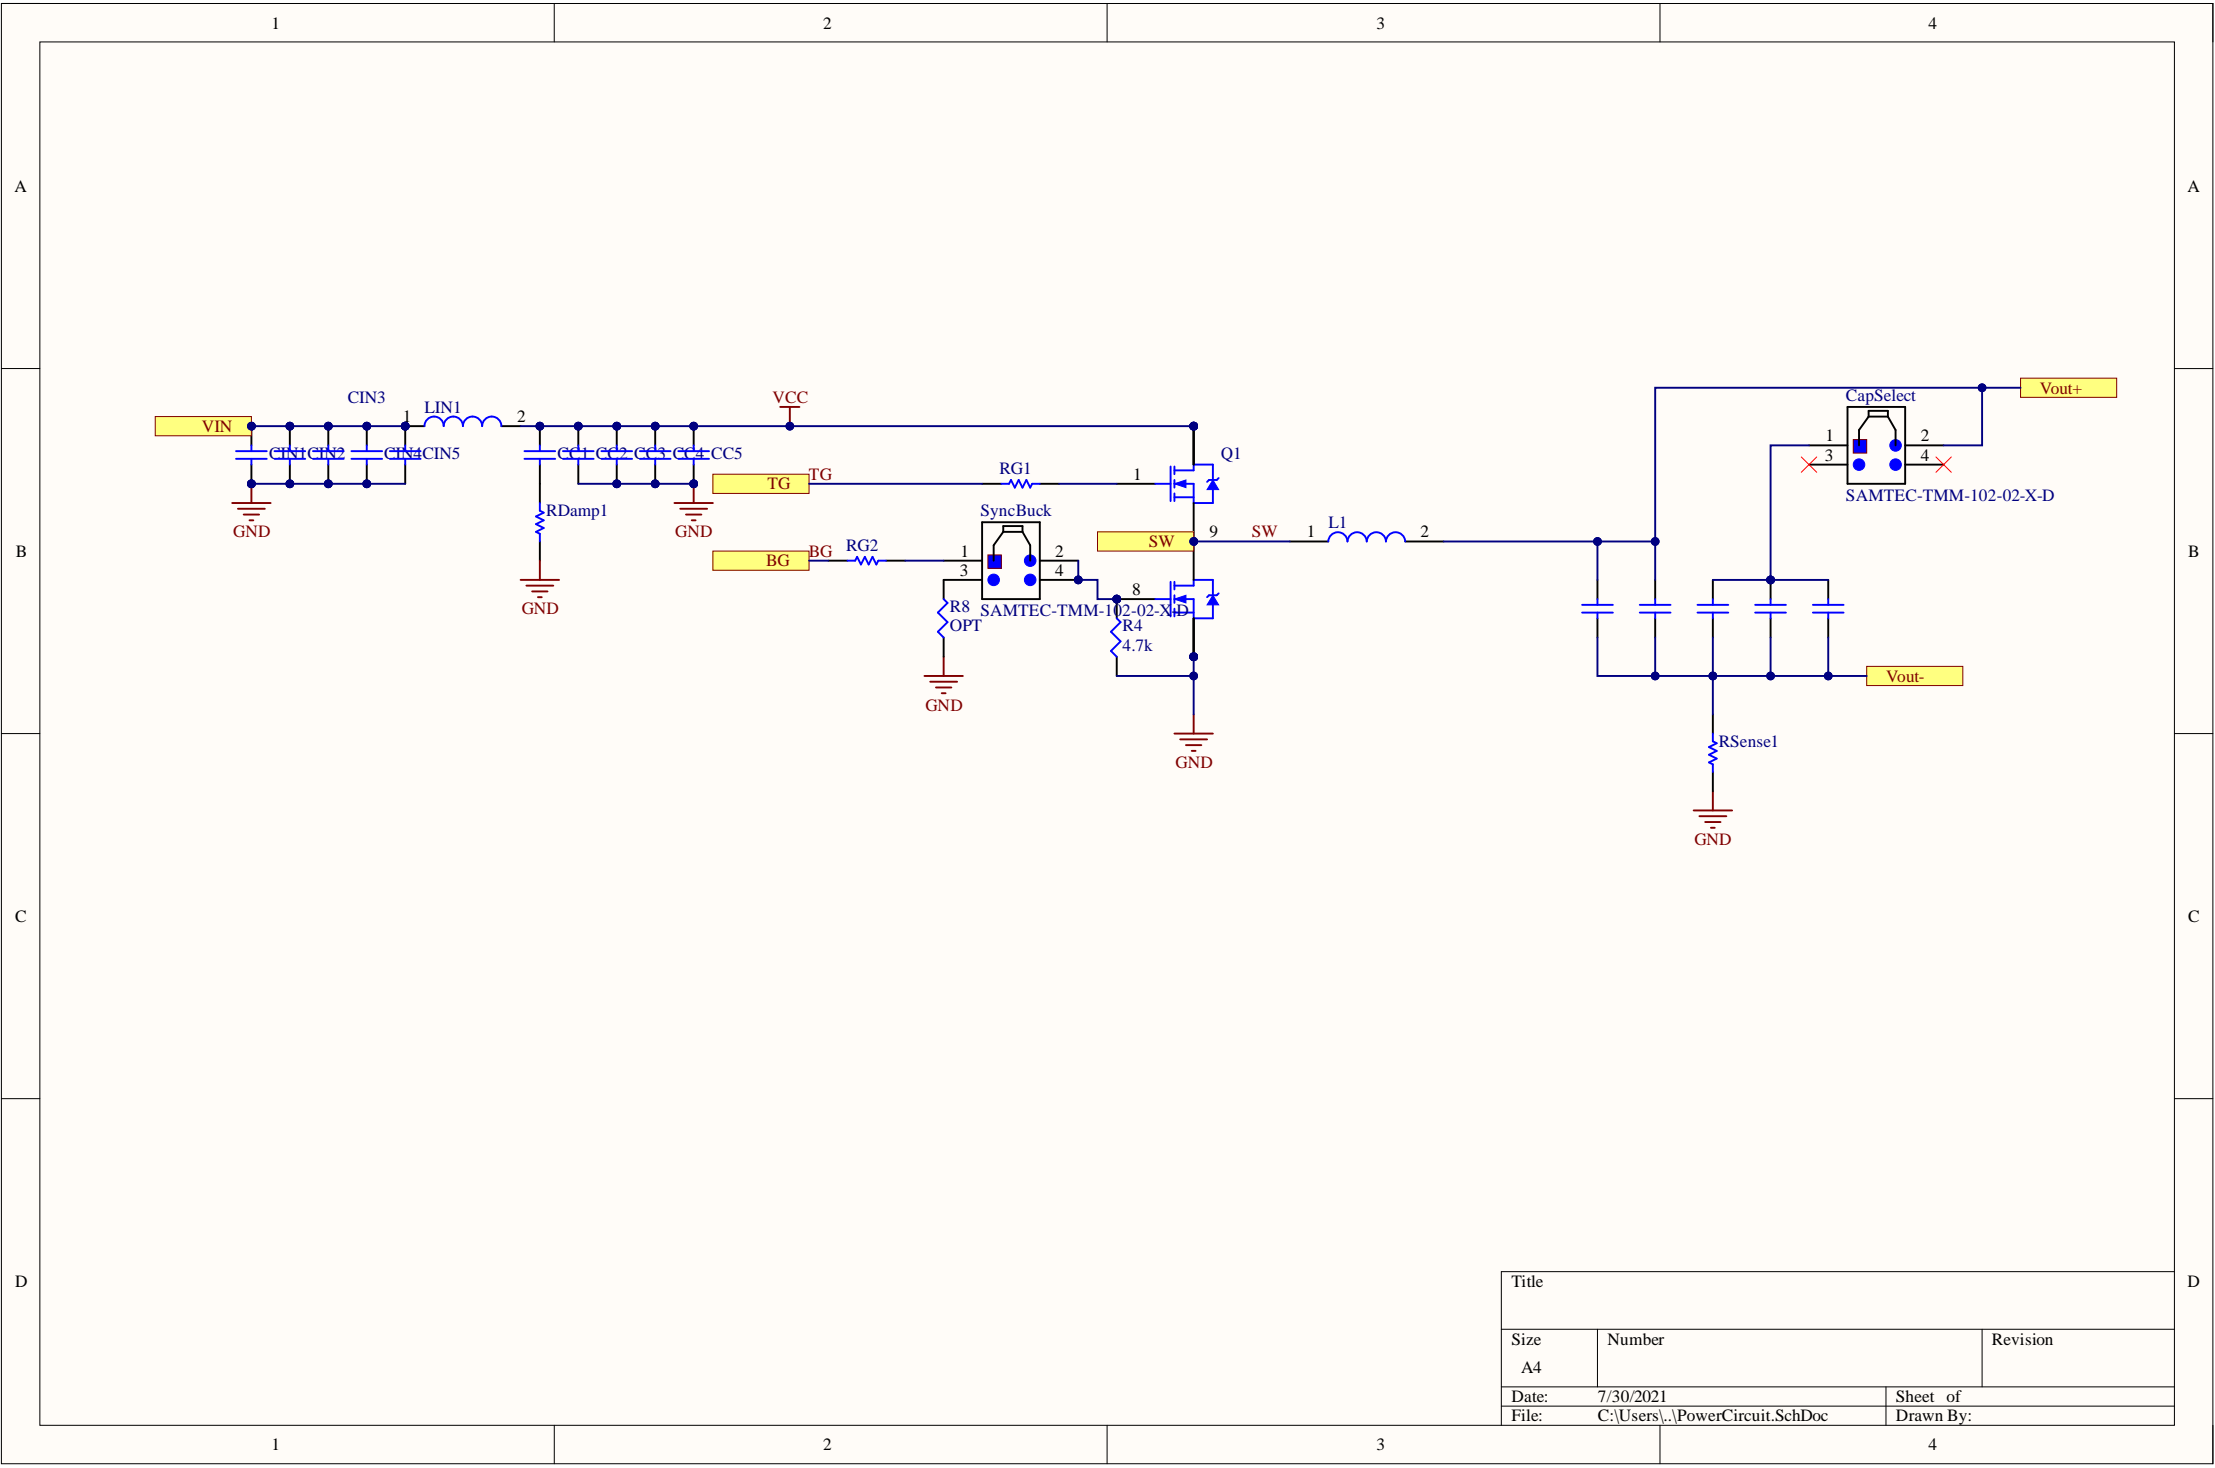 1 2 3 4
A A
CIN3
LIN1
1 2
VCC
VIN
CIN1 CIN2 CIN4 CIN5
CC1 CC2 CC3 CC4 CC5
GND
RDamp1
GND
GND
TG TG
RG1
1
Q1
SyncBuck
BG BG
RG2
1 2
3 4
SAMTEC-TMM-102-02-X-D
R8
OPT
GND
SW
9
SW
1 L1 2
8
R4
4.7k
GND
Vout+
CapSelect
1 2
3 4
SAMTEC-TMM-102-02-X-D
Vout-
RSense1
GND
B B
C C
D D
Title
Size Number Revision
A4
Date: 7/30/2021 Sheet of
File: C:\Users\..\PowerCircuit.SchDoc Drawn By:
1 2 3 4